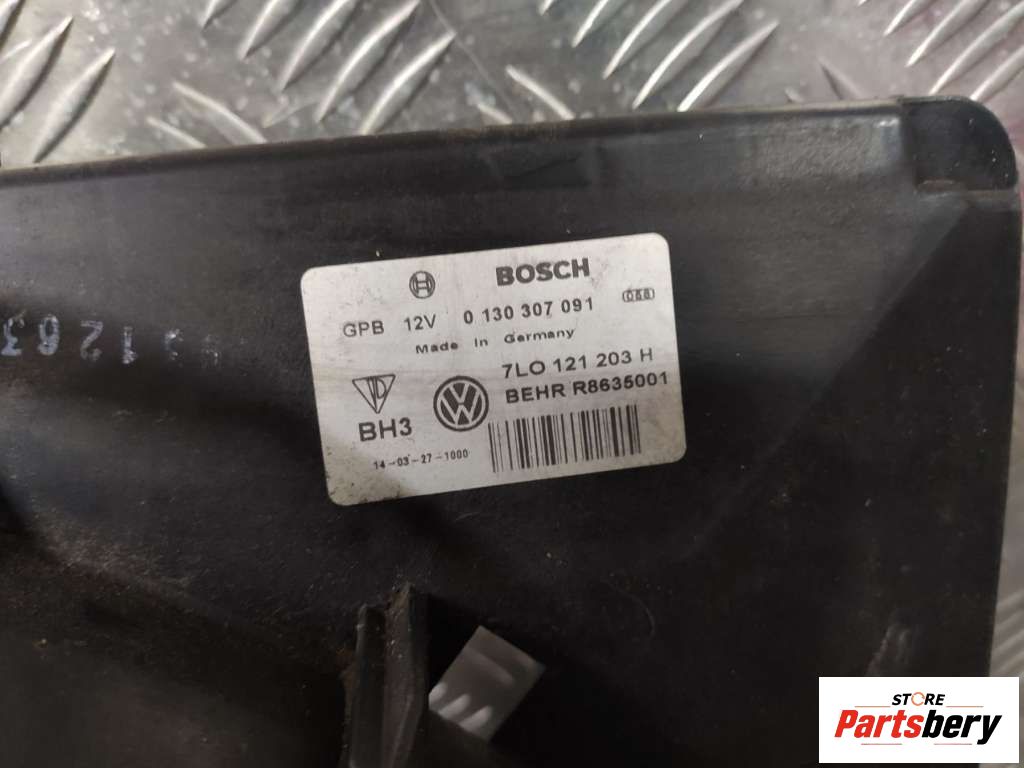 BOSCH
GPB 12V 0 130 307 091
Made In Germany
7LO 121 203 H
BEHR R8635001
BH3
14-03-27-1000
STORE
Partsbery